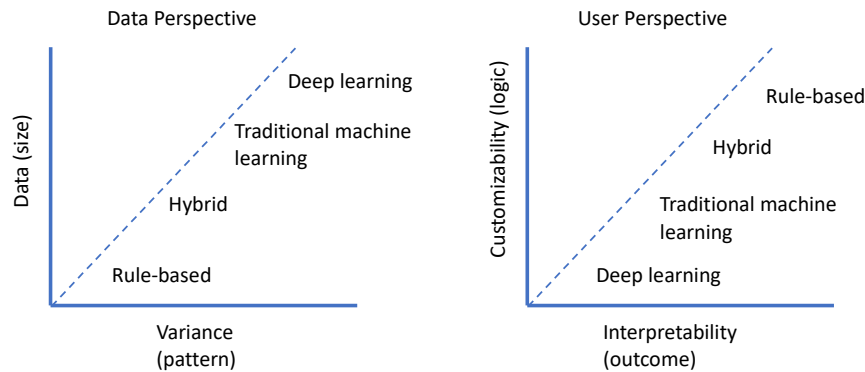 Data Perspective
Data (size)
Deep learning
Traditional machine
learning
Hybrid
Rule-based
Variance
(pattern)
User Perspective
Customizability (logic)
Rule-based
Hybrid
Traditional machine
learning
Deep learning
Interpretability
(outcome)